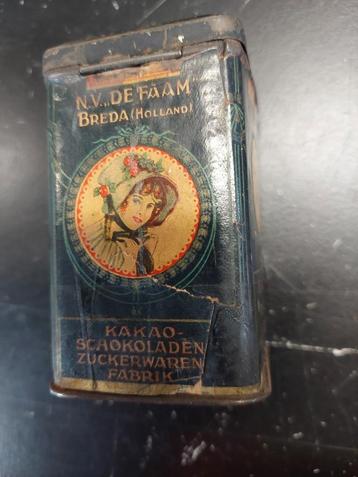 N.V. „DE FAAM"
BREDA (HOLLAND)
KAKAO-
SCHOKOLADEN
ZUCKERWAREN
FABRIK